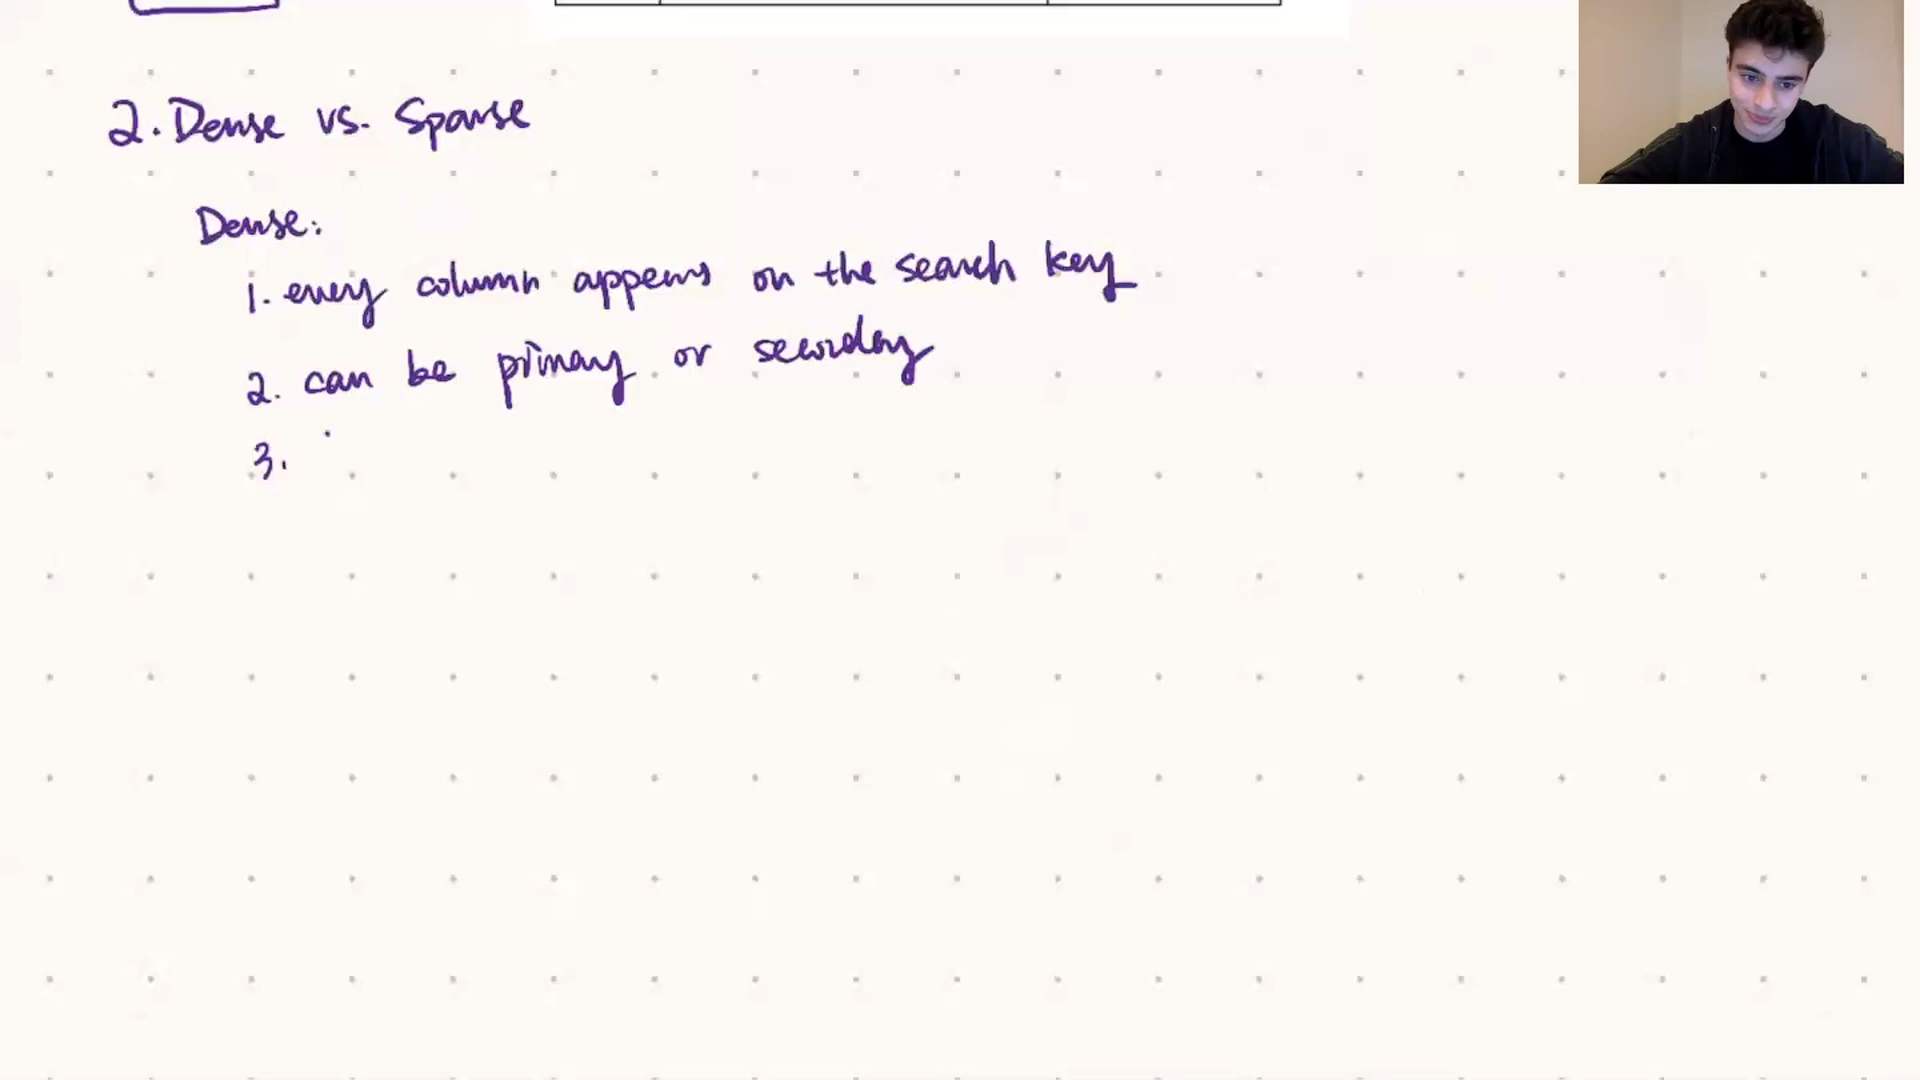 2. Dense vs. Sparse
Dense:
1. every column appears on the search key
2. can be primary or secondary
3.